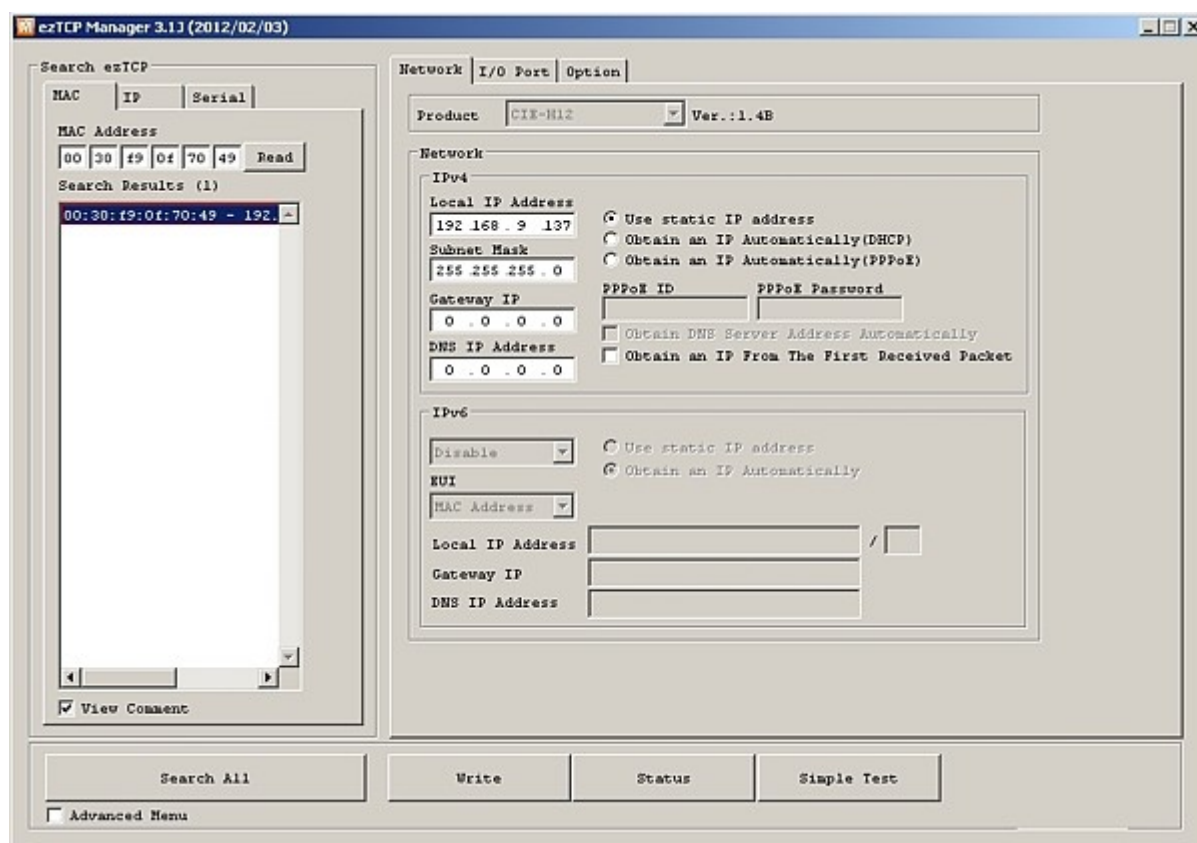 ezTCP Manager 3.1J (2012/02/03)
Search ezTCP
MAC IP Serial
MAC Address
00 30 f9 0f 70 49 Read
Search Results (1)
00:30:f9:0f:70:49 - 192.
View Comment
Network I/O Port Option
Product CIE-H12 Ver.:1.4B
Network
IPv4
Local IP Address
192 .168 . 9 .137
Subnet Mask
255 .255 .255 . 0
Gateway IP
0 . 0 . 0 . 0
DNS IP Address
0 . 0 . 0 . 0
Use static IP address
Obtain an IP Automatically(DHCP)
Obtain an IP Automatically(PPPoE)
PPPoE ID PPPoE Password
Obtain DNS Server Address Automatically
Obtain an IP From The First Received Packet
IPv6
Disable
Use static IP address
Obtain an IP Automatically
EUI
MAC Address
Local IP Address /
Gateway IP
DNS IP Address
Search All Write Status Simple Test
Advanced Menu